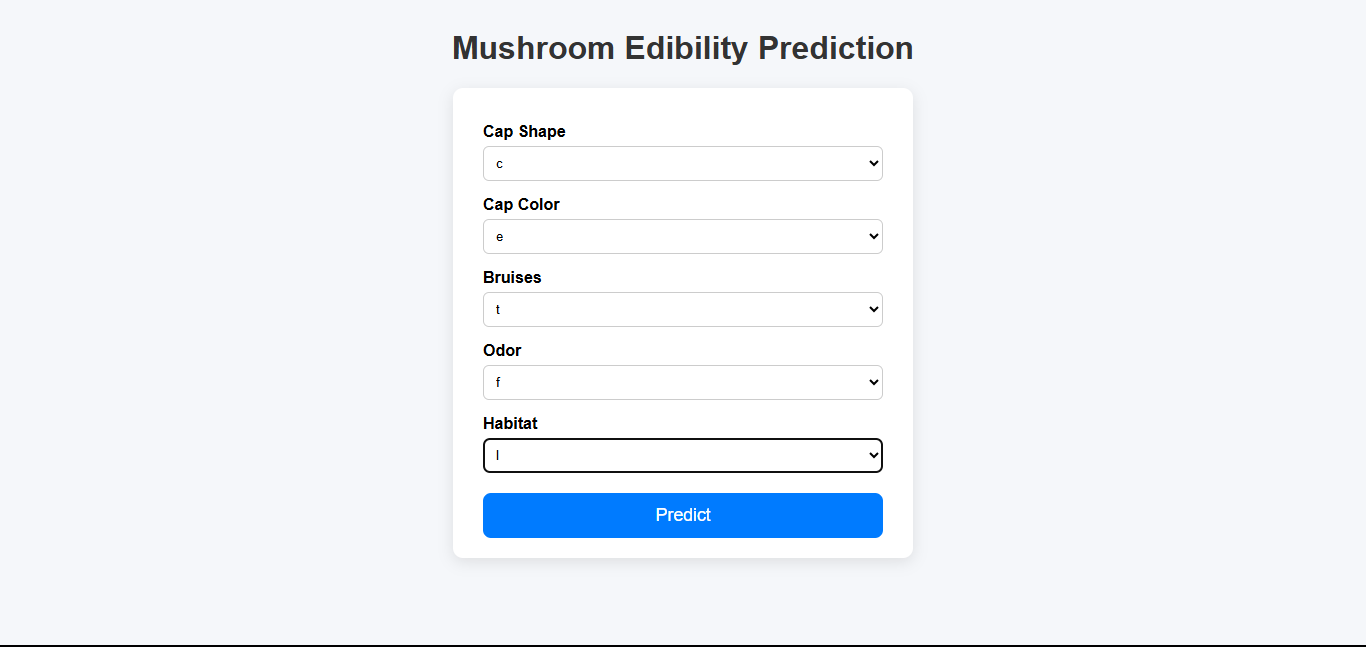 Mushroom Edibility Prediction
Cap Shape
c
Cap Color
e
Bruises
t
Odor
f
Habitat
l
Predict